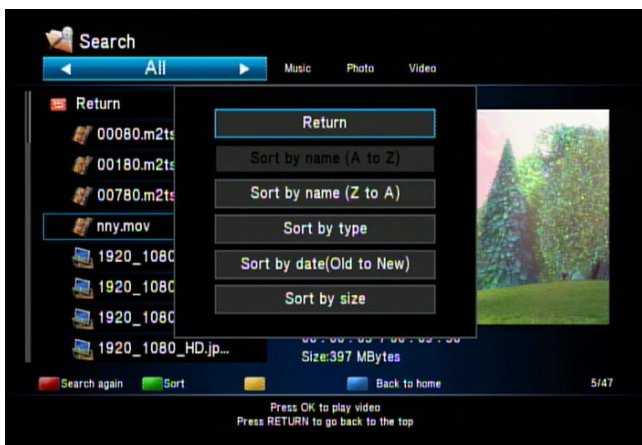 Search
All Music Photo Video
Return
00080.m2ts
00180.m2ts
00780.m2ts
nny.mov
1920_1080
1920_1080
1920_1080
1920_1080_HD.jp...
Return
Sort by name (A to Z)
Sort by name (Z to A)
Sort by type
Sort by date(Old to New)
Sort by size
Size:397 MBytes
Search again Sort Back to home 5/47
Press OK to play video
Press RETURN to go back to the top